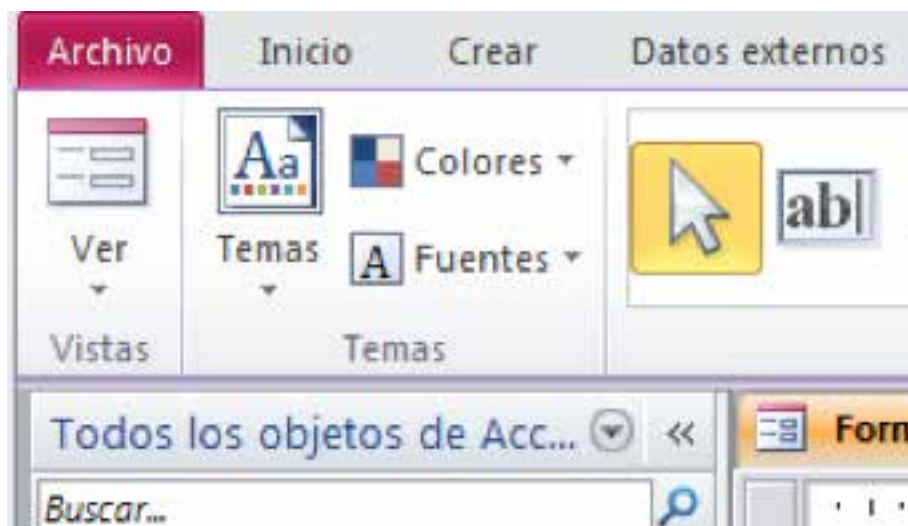 Archivo Inicio Crear Datos externos
Aa Colores ab|
Ver Temas A Fuentes
Vistas Temas
Todos los objetos de Acc... «
Form
Buscar...